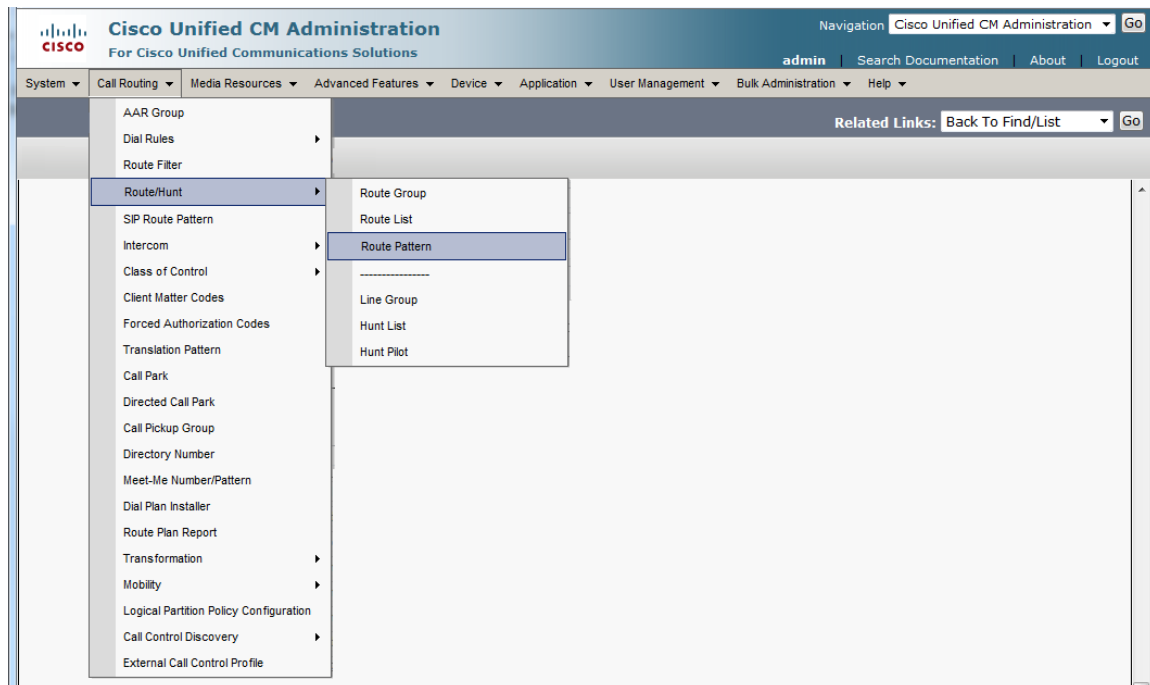 Cisco Unified CM Administration
For Cisco Unified Communications Solutions
CISCO
Navigation Cisco Unified CM Administration Go
admin Search Documentation About Logout
System Call Routing Media Resources Advanced Features Device Application User Management Bulk Administration Help
Related Links: Back To Find/List Go
AAR Group
Dial Rules
Route Filter
Route/Hunt
SIP Route Pattern
Intercom
Class of Control
Client Matter Codes
Forced Authorization Codes
Translation Pattern
Call Park
Directed Call Park
Call Pickup Group
Directory Number
Meet-Me Number/Pattern
Dial Plan Installer
Route Plan Report
Transformation
Mobility
Logical Partition Policy Configuration
Call Control Discovery
External Call Control Profile
Route Group
Route List
Route Pattern
----------------
Line Group
Hunt List
Hunt Pilot